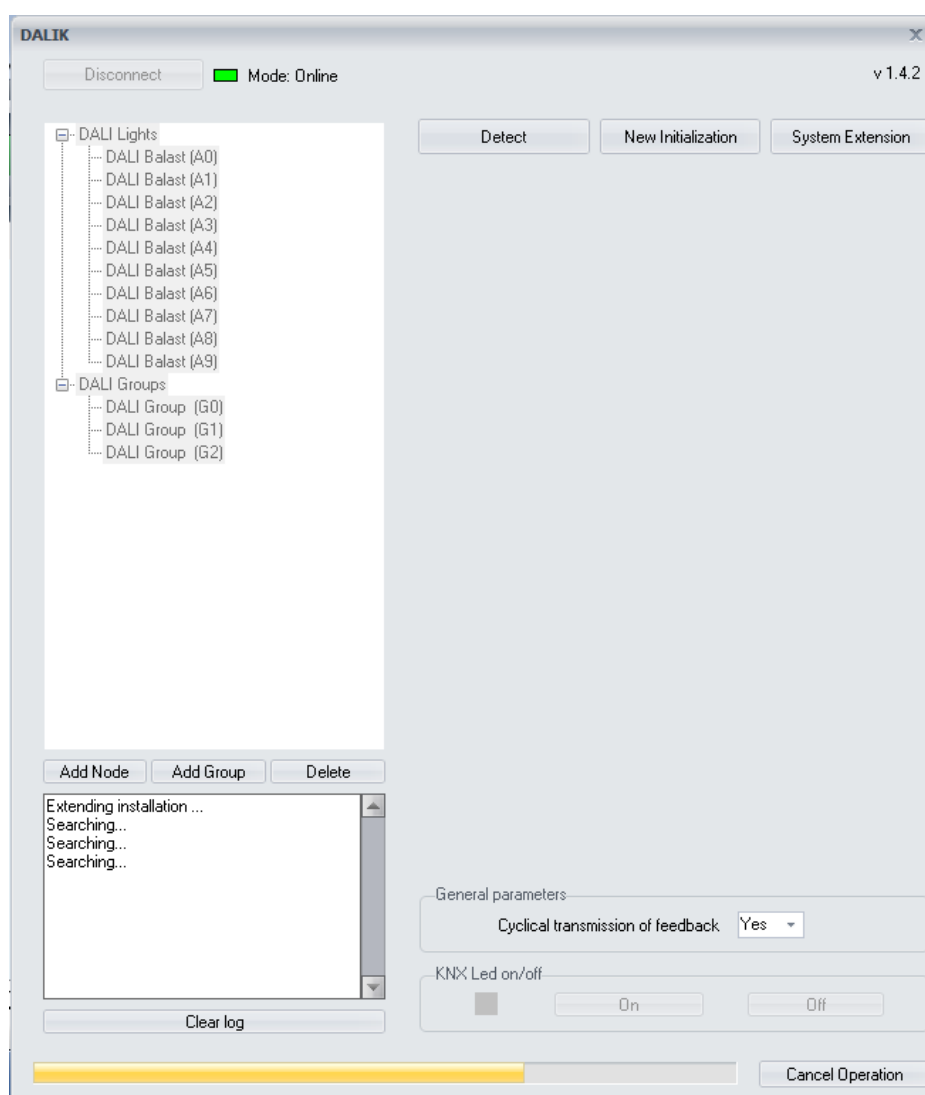 DALIK
Disconnect
Mode: Online
v 1.4.2
DALI Lights
DALI Balast (A0)
DALI Balast (A1)
DALI Balast (A2)
DALI Balast (A3)
DALI Balast (A4)
DALI Balast (A5)
DALI Balast (A6)
DALI Balast (A7)
DALI Balast (A8)
DALI Balast (A9)
DALI Groups
DALI Group (G0)
DALI Group (G1)
DALI Group (G2)
Detect
New Initialization
System Extension
Add Node
Add Group
Delete
Extending installation ...
Searching...
Searching...
Searching...
Clear log
General parameters
Cyclical transmission of feedback
Yes
KNX Led on/off
On
Off
Cancel Operation